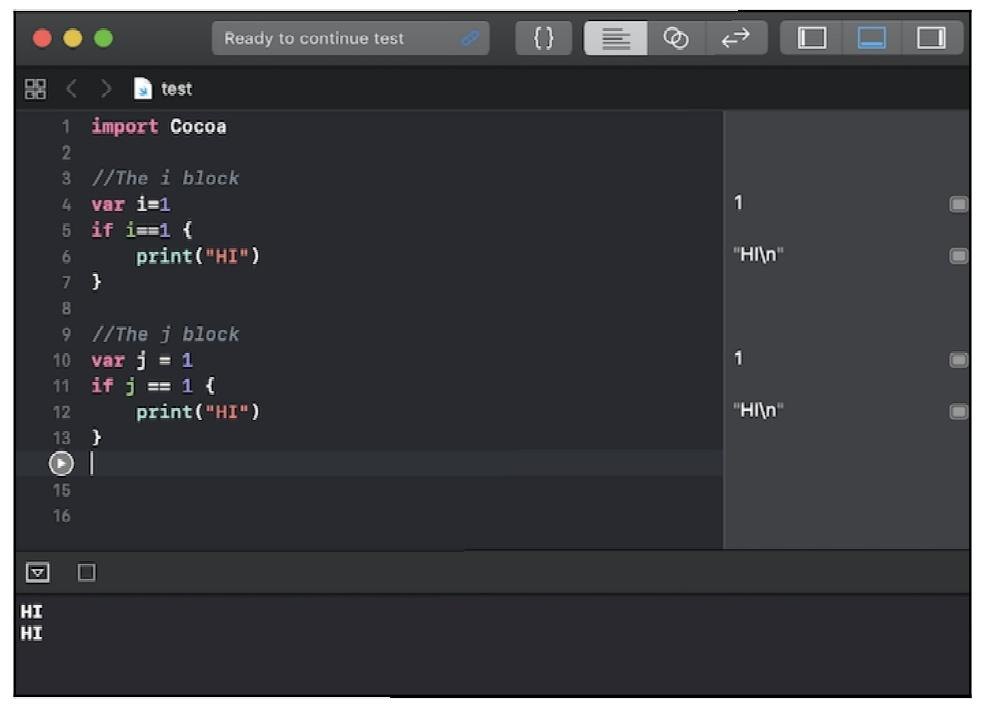 Ready to continue test
{}
test
1 import Cocoa
2
3 //The i block
4 var i=1 1
5 if i==1 {
6     print("HI") "HI\n"
7 }
8
9 //The j block
10 var j = 1 1
11 if j == 1 {
12     print("HI") "HI\n"
13 }
15
16
HI
HI